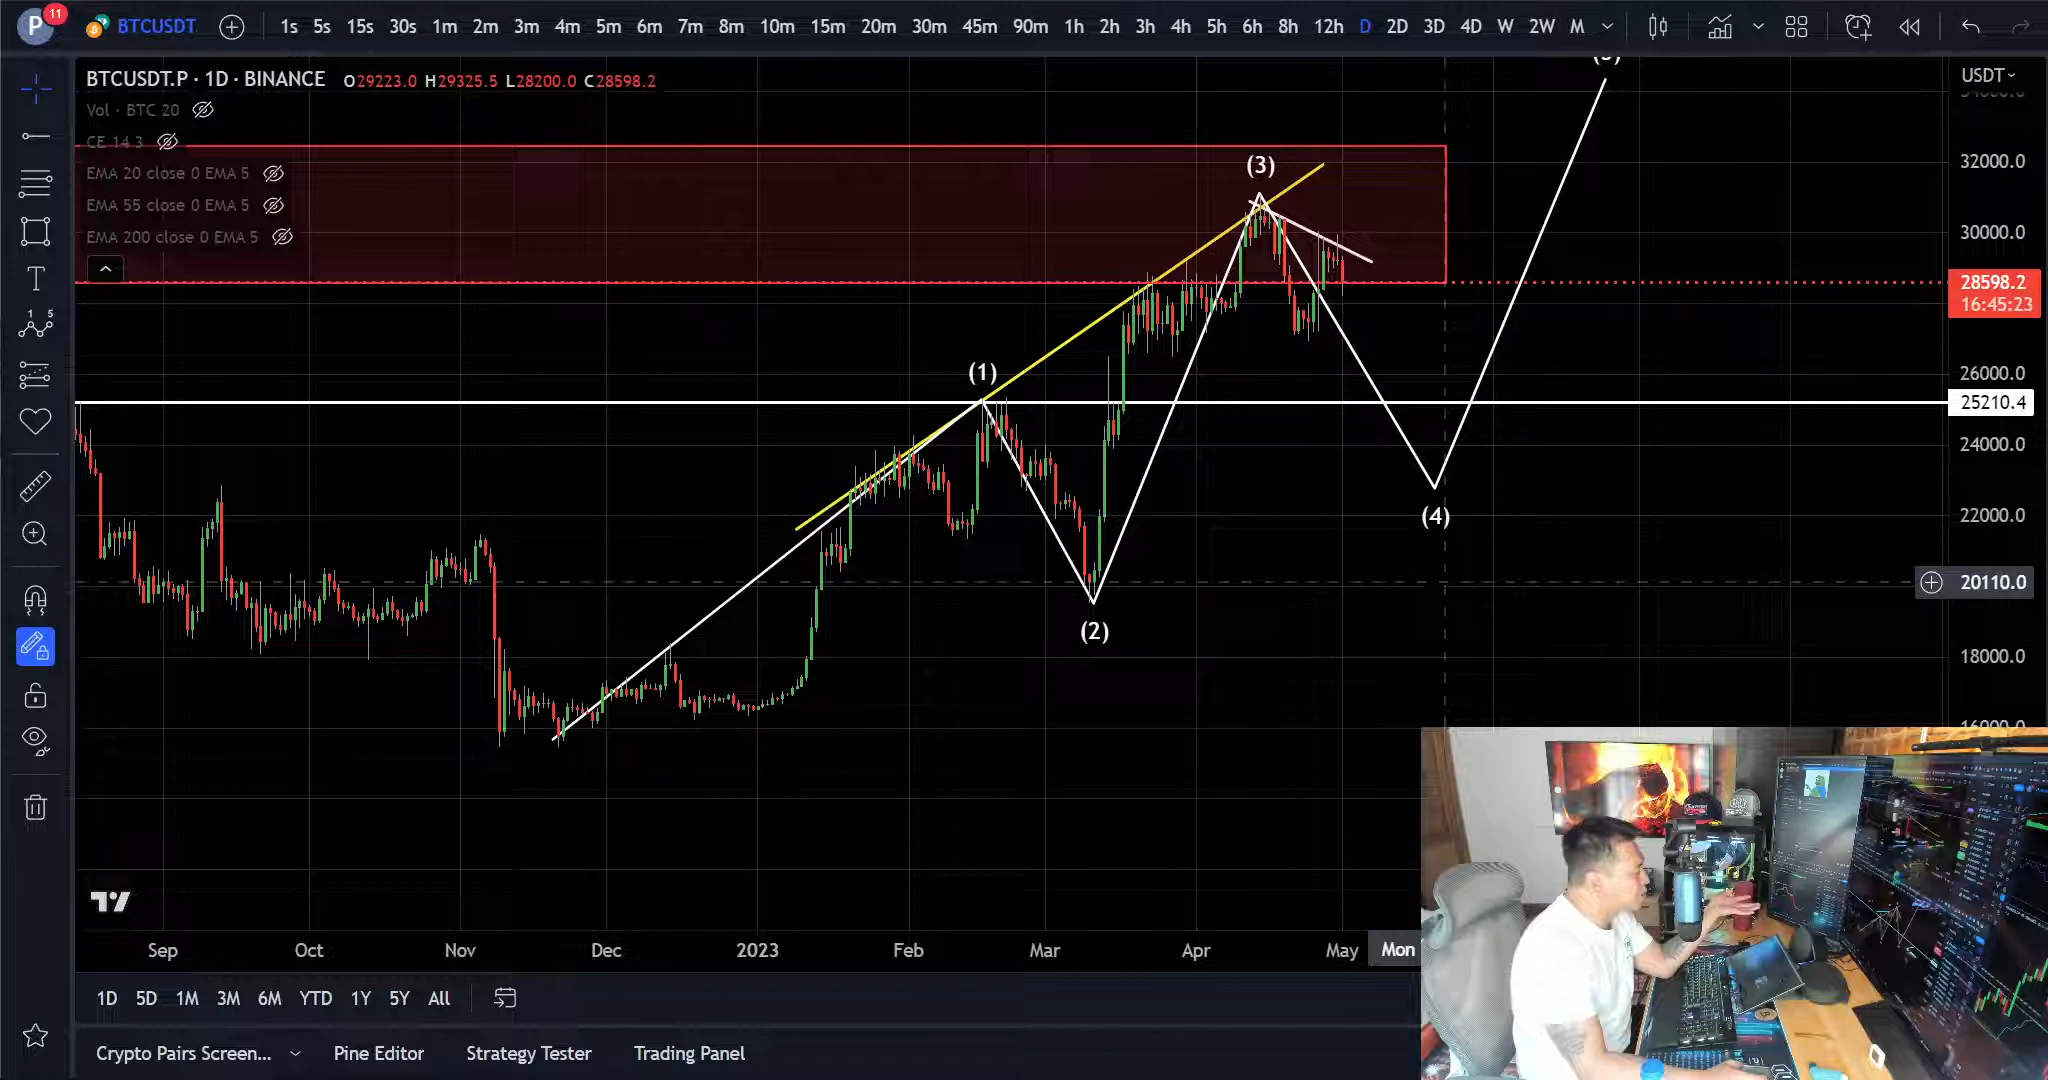 P 11 BTCUSDT 1s 5s 15s 30s 1m 2m 3m 4m 5m 6m 7m 8m 10m 15m 20m 30m 45m 90m 1h 2h 3h 4h 5h 6h 8h 12h D 2D 3D 4D W 2W M
BTCUSDT.P · 1D · BINANCE O29223.0 H29325.5 L28200.0 C28598.2
USDT
Vol · BTC 20
CE 14 3
EMA 20 close 0 EMA 5
EMA 55 close 0 EMA 5
EMA 200 close 0 EMA 5
(3)
32000.0
30000.0
28598.2
16:45:23
(1)
26000.0
25210.4
24000.0
(4)
22000.0
20110.0
(2)
18000.0
16000.0
Sep Oct Nov Dec 2023 Feb Mar Apr May Mon
1D 5D 1M 3M 6M YTD 1Y 5Y All
Crypto Pairs Screen... Pine Editor Strategy Tester Trading Panel